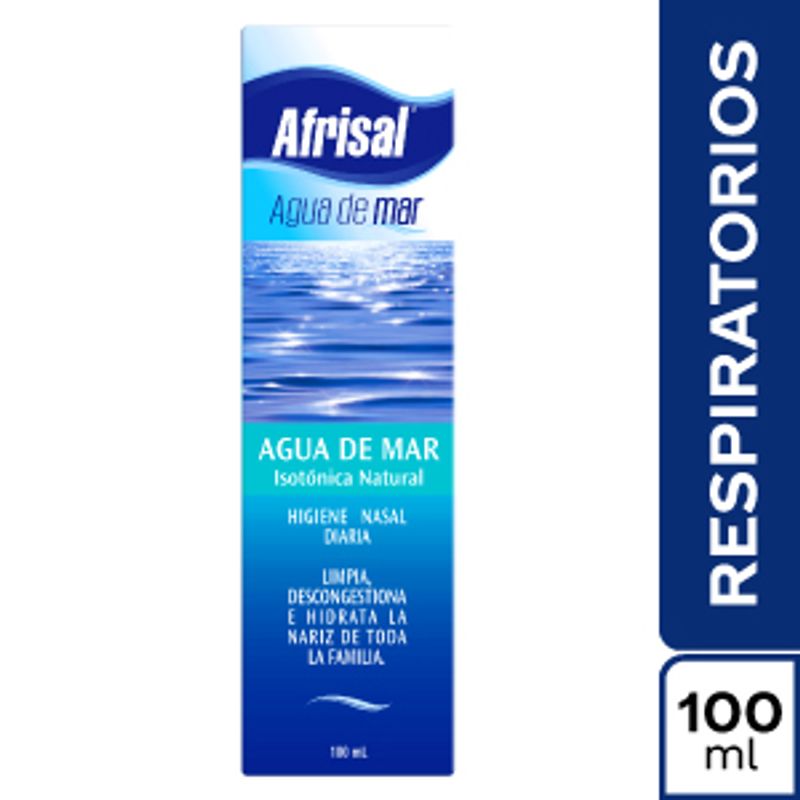 Afrisal
Agua de mar
AGUA DE MAR
Isotónica Natural
HIGIENE NASAL
DIARIA
LIMPIA,
DESCONGESTIONA
E HIDRATA LA
NARIZ DE TODA
LA FAMILIA.
100 mL
RESPIRATORIOS
100
ml